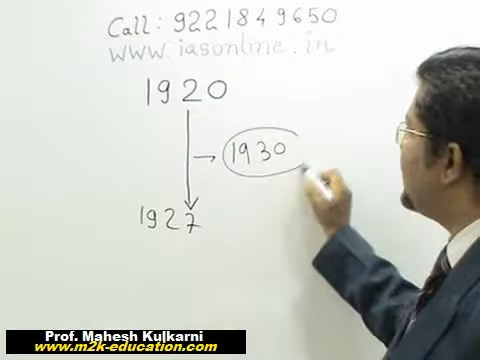 Call: 9221849650
www.iasonline.in
1920
1930
1927
Prof. Mahesh Kulkarni
www.m2k-education.com